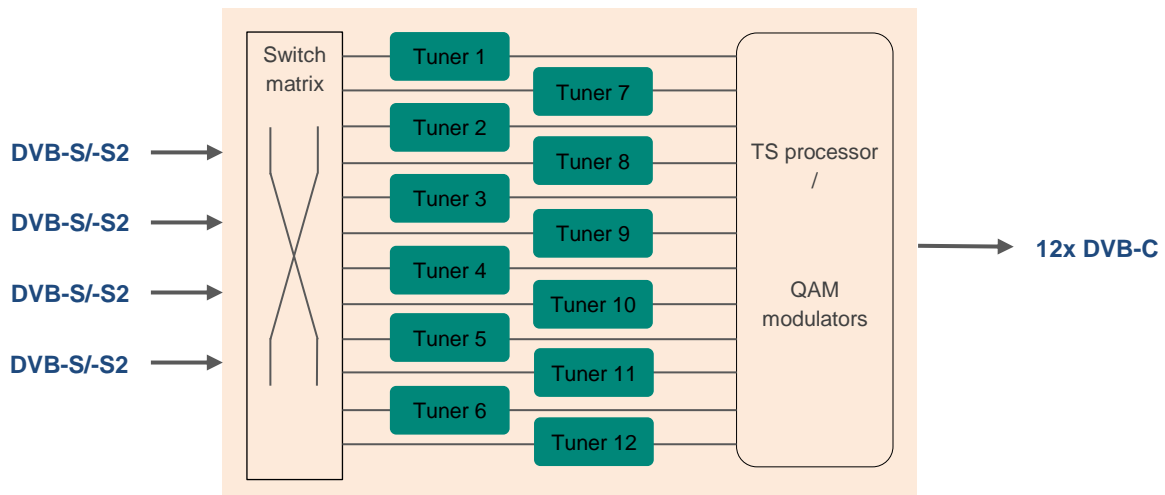 DVB-S/-S2
DVB-S/-S2
DVB-S/-S2
DVB-S/-S2
Switch
matrix
Tuner 1
Tuner 7
Tuner 2
Tuner 8
Tuner 3
Tuner 9
Tuner 4
Tuner 10
Tuner 5
Tuner 11
Tuner 6
Tuner 12
TS processor
/
QAM
modulators
12x DVB-C